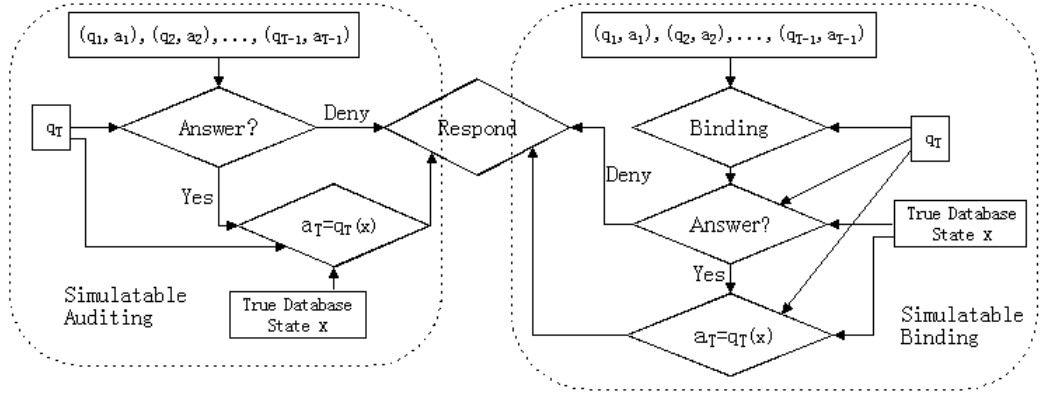 (q1, a1), (q2, a2), ..., (qT-1, aT-1)
qT
Answer?
Deny
Yes
aT=qT(x)
True Database
State x
Simulatable
Auditing
Respond
(q1, a1), (q2, a2), ..., (qT-1, aT-1)
Binding
qT
Deny
Answer?
True Database
State x
Yes
aT=qT(x)
Simulatable
Binding